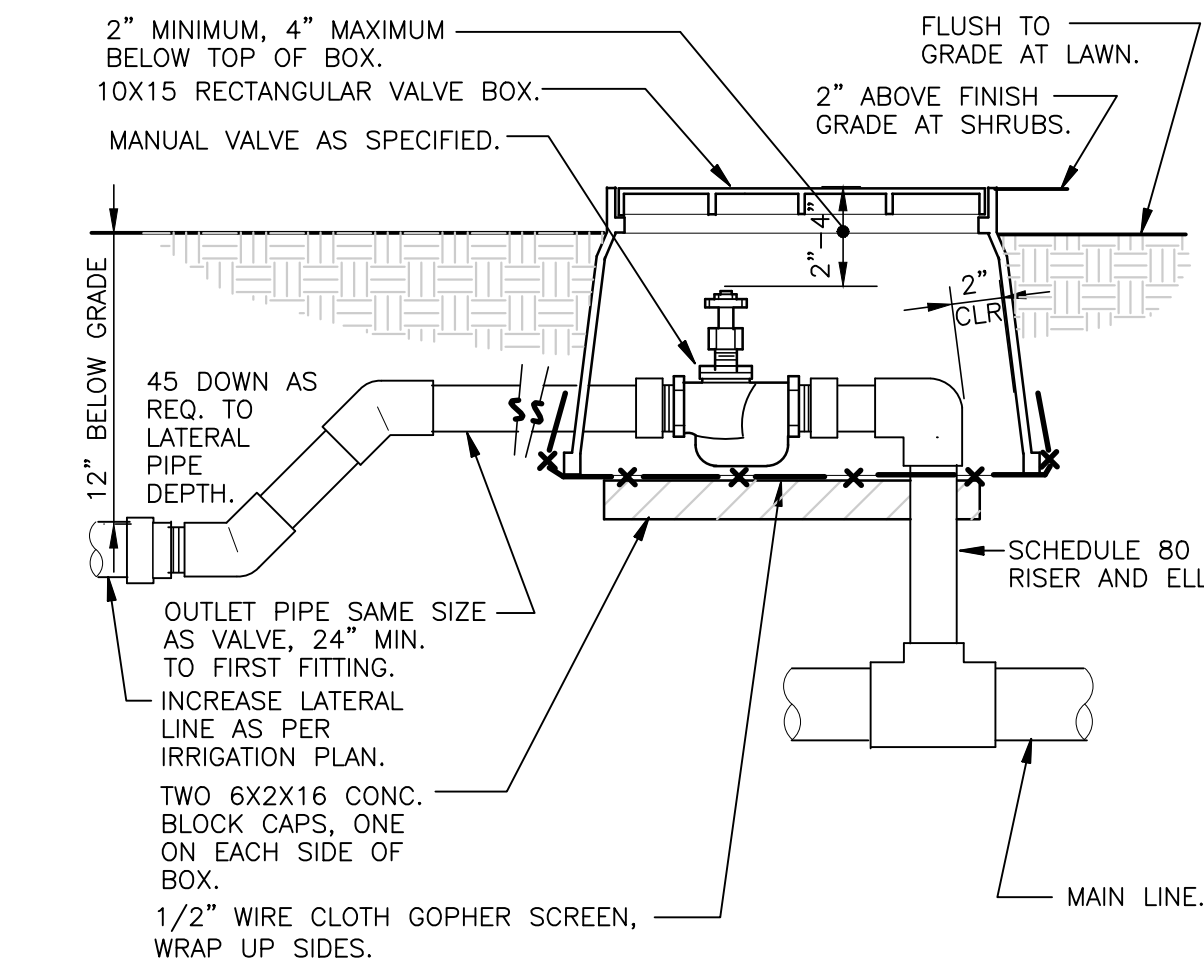 2” MINIMUM, 4” MAXIMUM
BELOW TOP OF BOX.
10X15 RECTANGULAR VALVE BOX.
MANUAL VALVE AS SPECIFIED.
FLUSH TO
GRADE AT LAWN.
2” ABOVE FINISH
GRADE AT SHRUBS.
2”-4”
2”
CLR
12” BELOW GRADE
45 DOWN AS
REQ. TO
LATERAL
PIPE
DEPTH.
SCHEDULE 80
RISER AND ELL
OUTLET PIPE SAME SIZE
AS VALVE, 24” MIN.
TO FIRST FITTING.
INCREASE LATERAL
LINE AS PER
IRRIGATION PLAN.
TWO 6X2X16 CONC.
BLOCK CAPS, ONE
ON EACH SIDE OF
BOX.
MAIN LINE.
1/2” WIRE CLOTH GOPHER SCREEN,
WRAP UP SIDES.